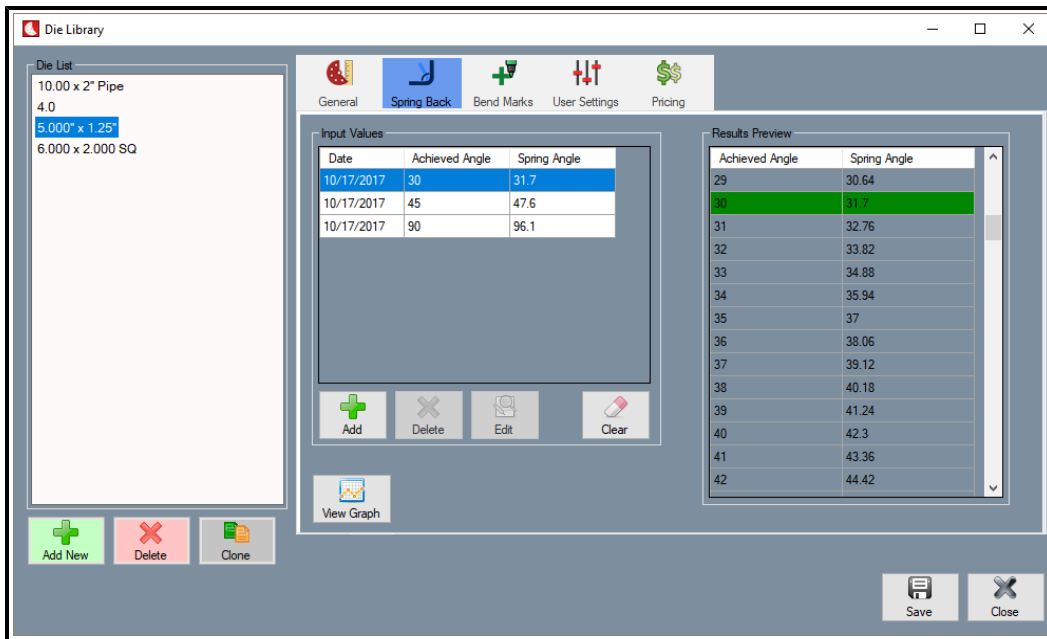 Die Library
Die List
10.00 x 2" Pipe
4.0
5.000" x 1.25"
6.000 x 2.000 SQ
Add New
Delete
Clone
General
Spring Back
Bend Marks
User Settings
Pricing
Input Values
Date Achieved Angle Spring Angle
10/17/2017 30 31.7
10/17/2017 45 47.6
10/17/2017 90 96.1
Add
Delete
Edit
Clear
View Graph
Results Preview
Achieved Angle Spring Angle
29 30.64
30 31.7
31 32.76
32 33.82
33 34.88
34 35.94
35 37
36 38.06
37 39.12
38 40.18
39 41.24
40 42.3
41 43.36
42 44.42
Save
Close